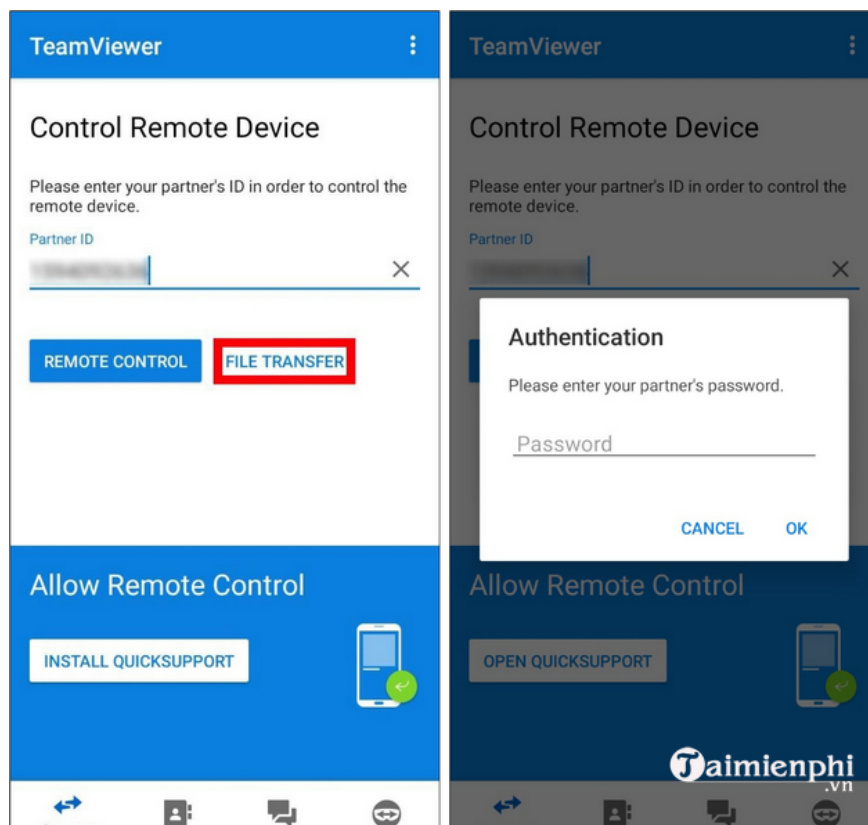 TeamViewer
Control Remote Device
Please enter your partner's ID in order to control the
remote device.
Partner ID
REMOTE CONTROL
FILE TRANSFER
Allow Remote Control
INSTALL QUICKSUPPORT
TeamViewer
Control Remote Device
Please enter your partner's ID in order to control the
remote device.
Partner ID
Authentication
Please enter your partner's password.
Password
CANCEL
OK
Allow Remote Control
OPEN QUICKSUPPORT
Taimienphi
.vn